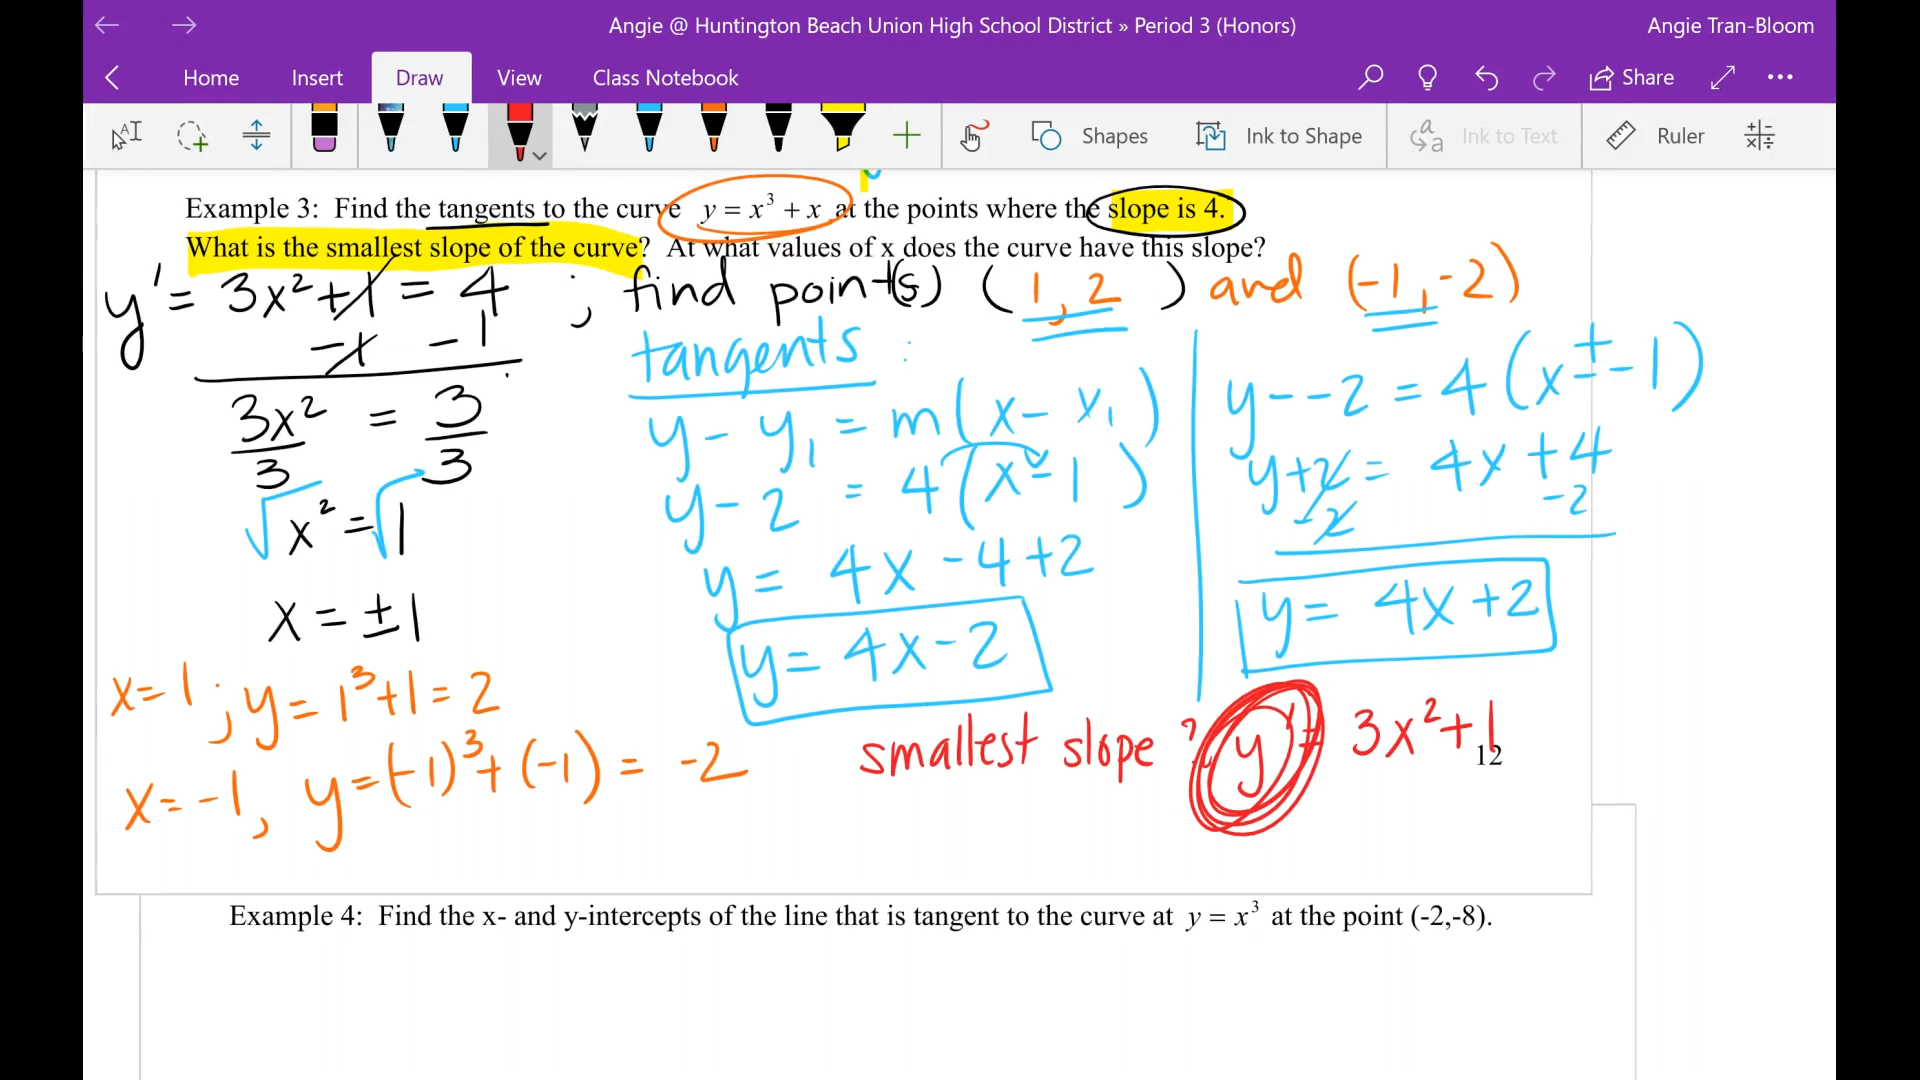 Angie @ Huntington Beach Union High School District » Period 3 (Honors)
Angie Tran-Bloom
Home Insert Draw View Class Notebook
Share
Shapes Ink to Shape Ink to Text Ruler
Example 3: Find the tangents to the curve y = x³ + x at the points where the slope is 4.
What is the smallest slope of the curve? At what values of x does the curve have this slope?
y' = 3x² + 1 = 4 ; find point(s) (1, 2) and (-1, -2)
-1 -1
3x² = 3
3 3
√x² = √1
x = ±1
x = 1 ; y = 1³ + 1 = 2
x = -1, y = (-1)³ + (-1) = -2
tangents :
y - y₁ = m(x - x₁)
y - 2 = 4(x - 1)
y = 4x - 4 + 2
y = 4x - 2
y - -2 = 4(x + - -1)
y + 2 = 4x + 4
-2 -2
y = 4x + 2
smallest slope ? y' = 3x² + 1
12
Example 4: Find the x- and y-intercepts of the line that is tangent to the curve at y = x³ at the point (-2,-8).